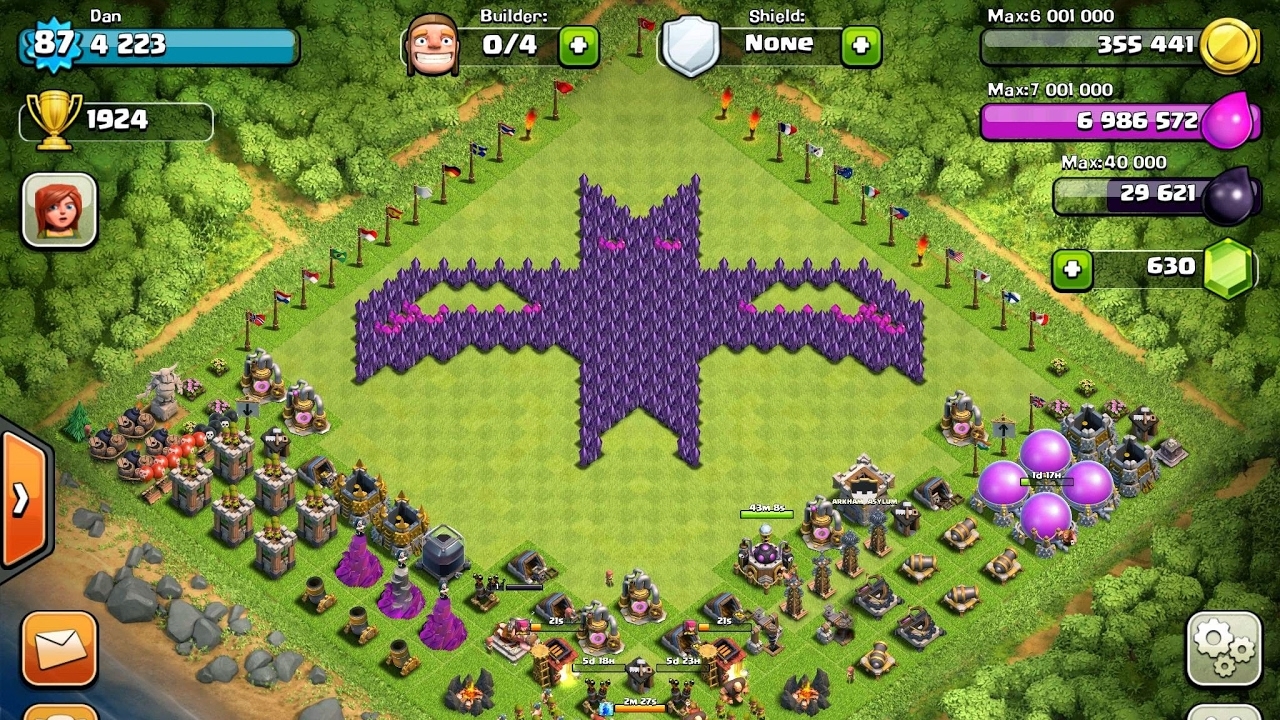 Dan
87
4 223
Builder:
0/4
Shield:
None
Max:6 001 000
355 441
1924
Max:7 001 000
6 986 572
Max:40 000
29 621
630
1d 17h
ARKHAM ASYLUM
43m 8s
21s
21s
5d 18h
5d 23h
2m 27s